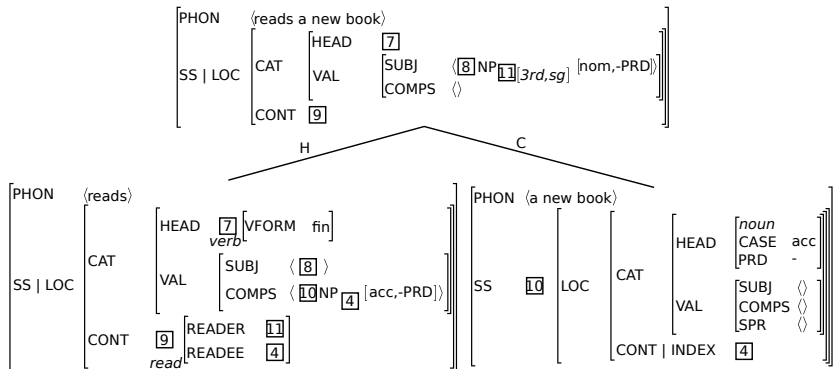 PHON ⟨reads a new book⟩
HEAD 7
SS | LOC CAT VAL SUBJ ⟨ 8 NP 11 [3rd,sg] [nom,-PRD]⟩
COMPS ⟨⟩
CONT 9
H C
PHON ⟨reads⟩
HEAD 7 verb [VFORM fin]
CAT
SS | LOC VAL SUBJ ⟨ 8 ⟩
COMPS ⟨ 10 NP 4 [acc,-PRD]⟩
CONT 9 READER 11
read READEE 4
PHON ⟨a new book⟩
noun
HEAD CASE acc
PRD -
SS 10 LOC CAT
SUBJ ⟨⟩
VAL COMPS ⟨⟩
SPR ⟨⟩
CONT | INDEX 4